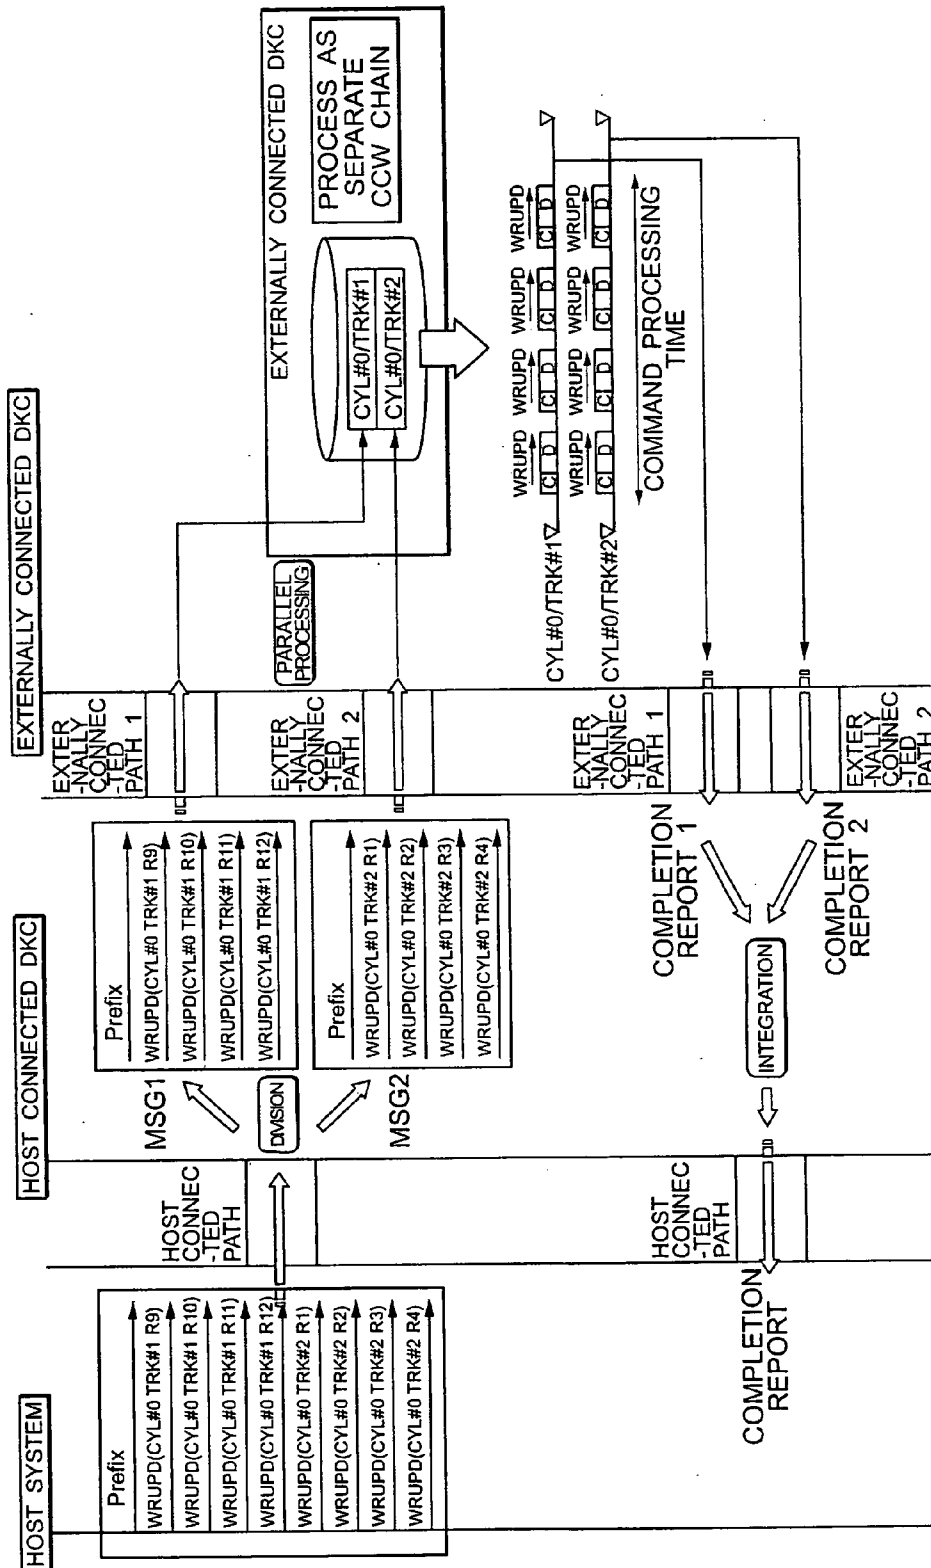 HOST SYSTEM
Prefix
WRUPD(CYL#0 TRK#1 R9)
WRUPD(CYL#0 TRK#1 R10)
WRUPD(CYL#0 TRK#1 R11)
WRUPD(CYL#0 TRK#1 R12)
WRUPD(CYL#0 TRK#2 R1)
WRUPD(CYL#0 TRK#2 R2)
WRUPD(CYL#0 TRK#2 R3)
WRUPD(CYL#0 TRK#2 R4)
COMPLETION
REPORT
HOST
CONNEC
-TED
PATH
HOST
CONNEC
-TED
PATH
HOST CONNECTED DKC
MSG1
DIVISION
MSG2
Prefix
WRUPD(CYL#0 TRK#1 R9)
WRUPD(CYL#0 TRK#1 R10)
WRUPD(CYL#0 TRK#1 R11)
WRUPD(CYL#0 TRK#1 R12)
Prefix
WRUPD(CYL#0 TRK#2 R1)
WRUPD(CYL#0 TRK#2 R2)
WRUPD(CYL#0 TRK#2 R3)
WRUPD(CYL#0 TRK#2 R4)
INTEGRATION
COMPLETION
REPORT 1
COMPLETION
REPORT 2
EXTER
-NALLY
CONNEC
-TED
PATH 1
EXTER
-NALLY
CONNEC
-TED
PATH 2
EXTER
-NALLY
CONNEC
-TED
PATH 1
EXTER
-NALLY
CONNEC
-TED
PATH 2
EXTERNALLY CONNECTED DKC
PARALLEL
PROCESSING
EXTERNALLY CONNECTED DKC
CYL#0/TRK#1
CYL#0/TRK#2
PROCESS AS
SEPARATE
CCW CHAIN
WRUPD WRUPD WRUPD WRUPD
CYL#0/TRK#1 C D C D C D C D
WRUPD WRUPD WRUPD WRUPD
CYL#0/TRK#2 C D C D C D C D
COMMAND PROCESSING
TIME